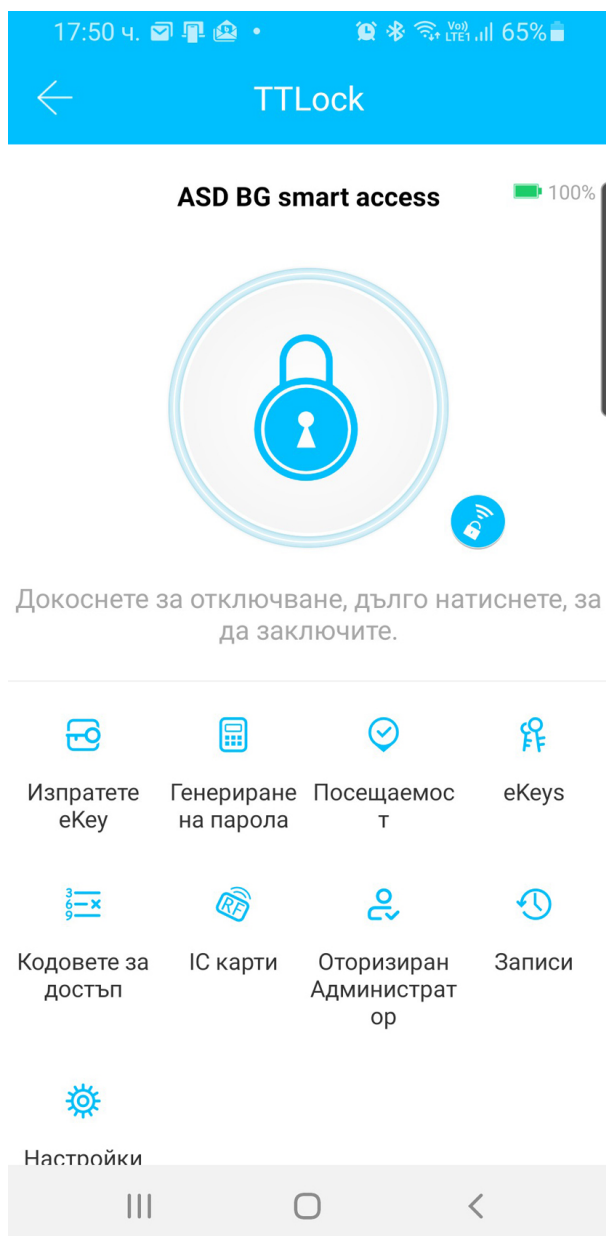 17:50 ч. 65%
TTLock
ASD BG smart access 100%
Докоснете за отключване, дълго натиснете, за
да заключите.
Изпратете
eKey
Генериране
на парола
Посещаемос
т
eKeys
Кодовете за
достъп
IC карти
Оторизиран
Администрат
ор
Записи
Настройки